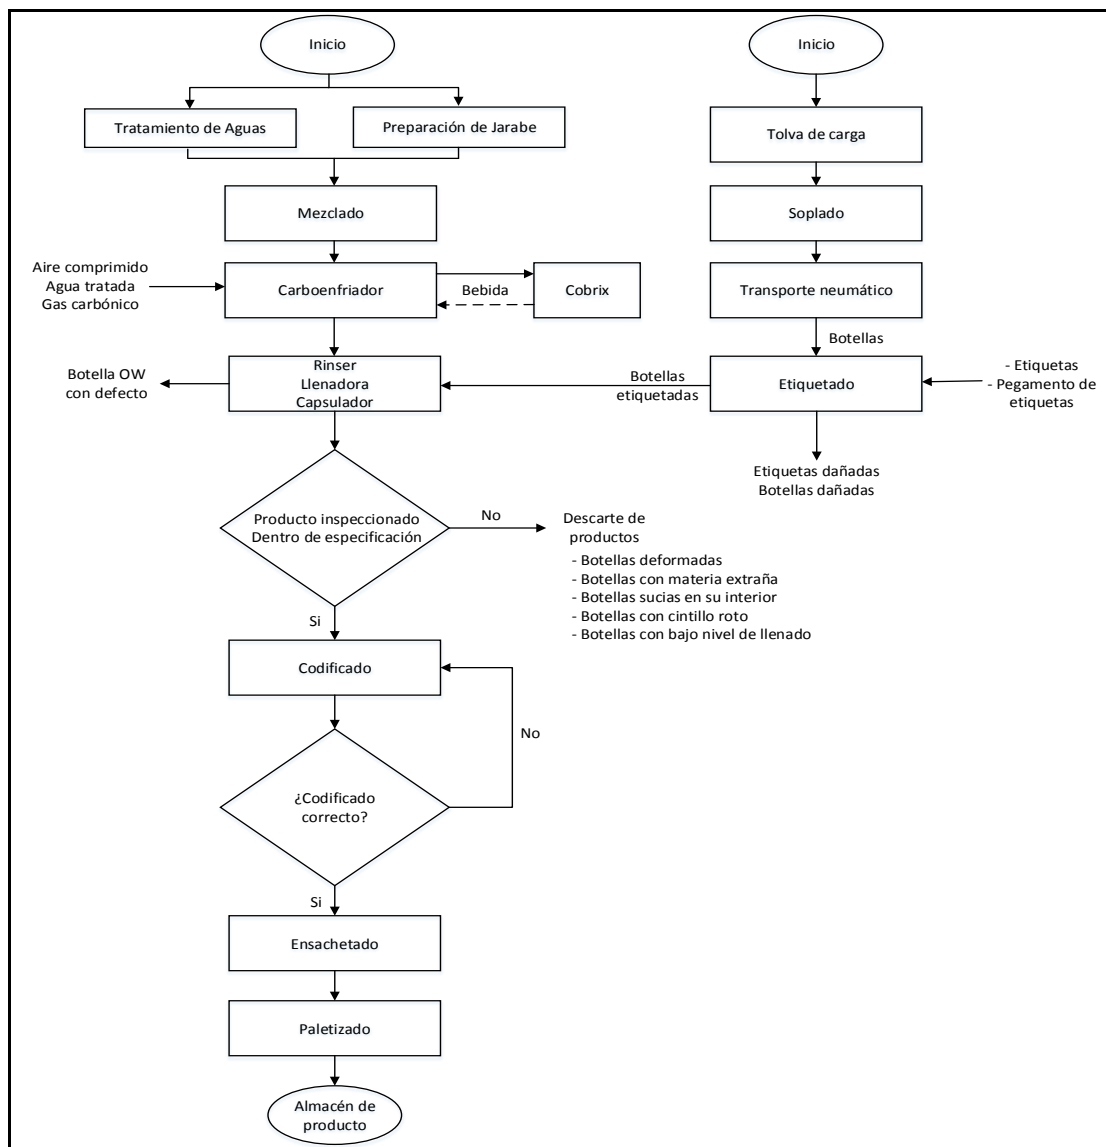 Inicio
Inicio
Tratamiento de Aguas
Preparación de Jarabe
Tolva de carga
Mezclado
Soplado
Aire comprimido
Agua tratada
Gas carbónico
Carboenfriador
Bebida
Cobrix
Transporte neumático
Botellas
Botella OW
con defecto
Rinser
Llenadora
Capsulador
Botellas
etiquetadas
Etiquetado
- Etiquetas
- Pegamento de
etiquetas
Etiquetas dañadas
Botellas dañadas
Producto inspeccionado
Dentro de especificación
No
Descarte de
productos
- Botellas deformadas
- Botellas con materia extraña
- Botellas sucias en su interior
- Botellas con cintillo roto
- Botellas con bajo nivel de llenado
Si
Codificado
No
¿Codificado
correcto?
Si
Ensachetado
Paletizado
Almacén de
producto